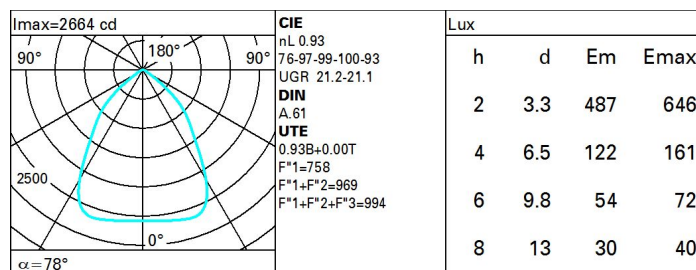 Imax=2664 cd
90° 180° 90°
2500
0°
α=78°
CIE
nL 0.93
76-97-99-100-93
UGR 21.2-21.1
DIN
A.61
UTE
0.93B+0.00T
F"1=758
F"1+F"2=969
F"1+F"2+F"3=994
Lux
h d Em Emax
2 3.3 487 646
4 6.5 122 161
6 9.8 54 72
8 13 30 40